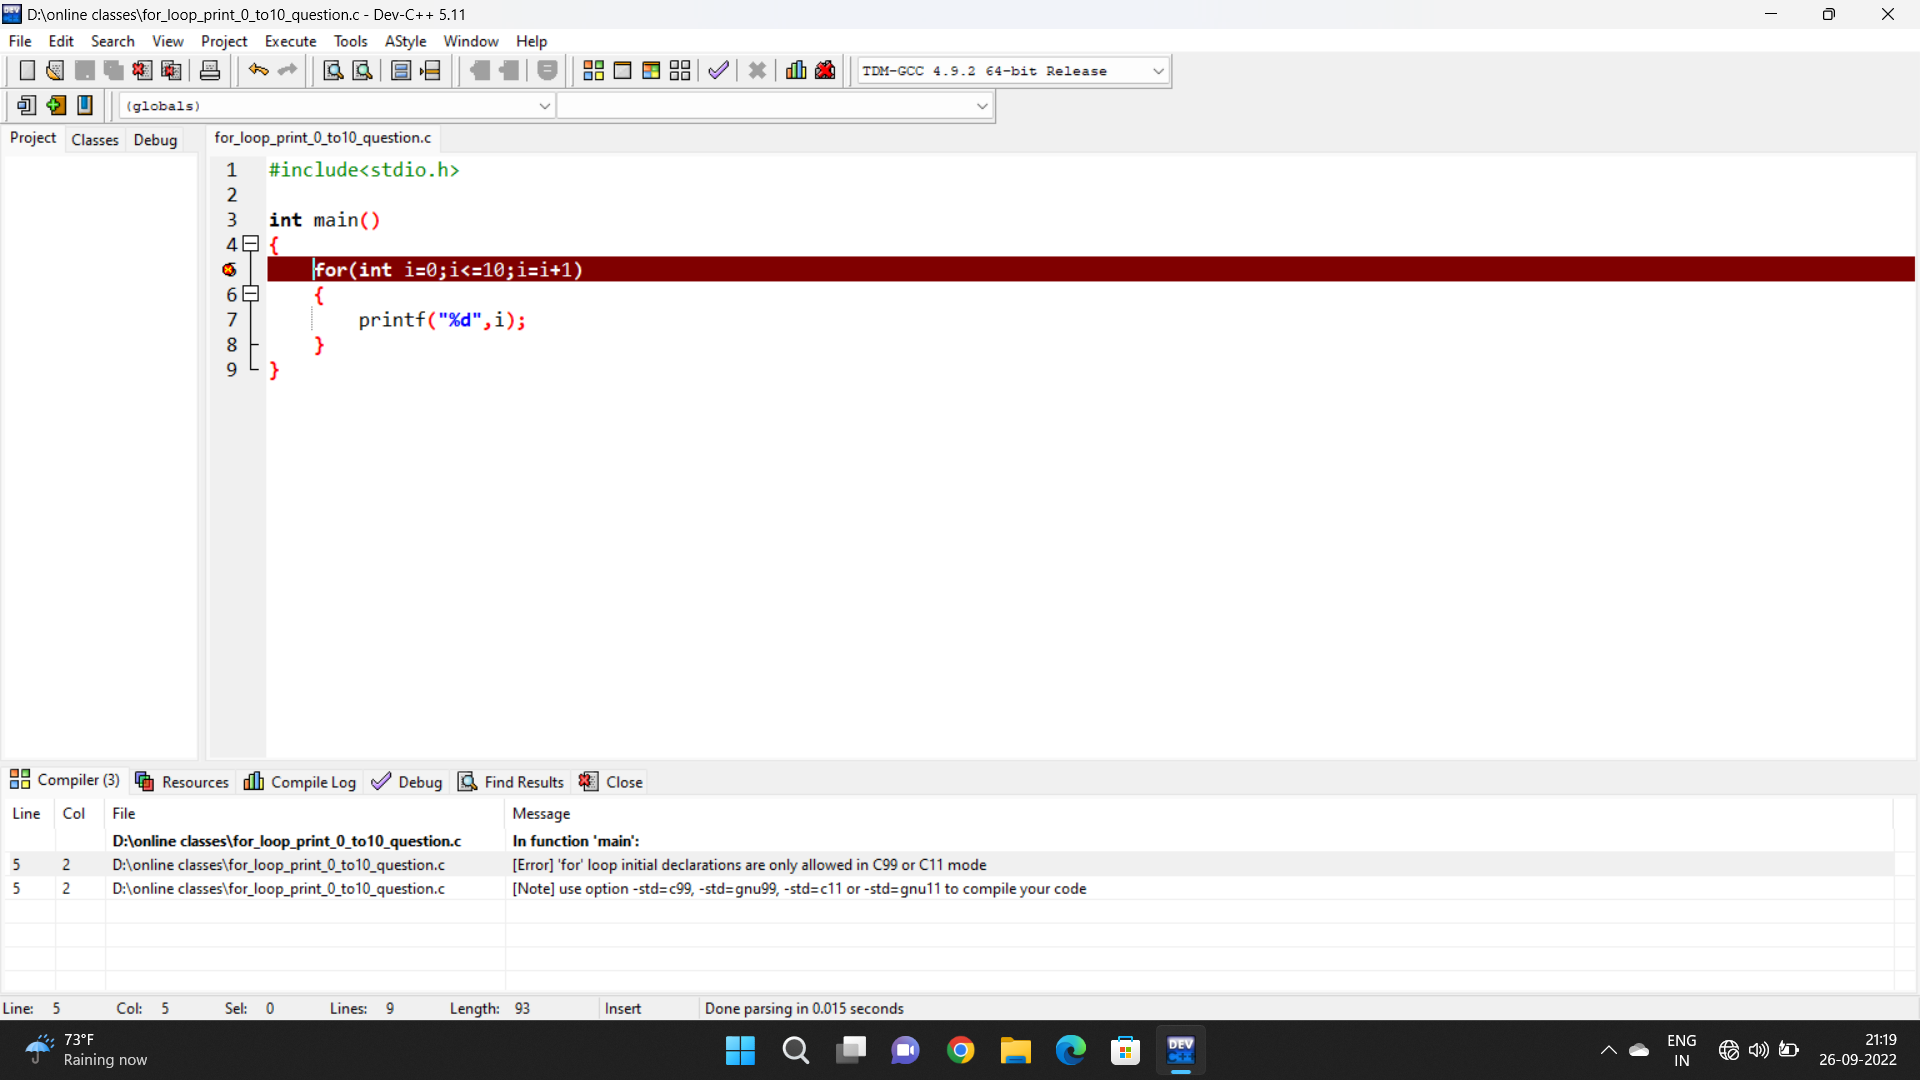 D:\online classes\for_loop_print_0_to10_question.c - Dev-C++ 5.11
File Edit Search View Project Execute Tools AStyle Window Help
TDM-GCC 4.9.2 64-bit Release
(globals)
Project Classes Debug
for_loop_print_0_to10_question.c
1 #include<stdio.h>
2
3 int main()
4 {
for(int i=0;i<=10;i=i+1)
6 {
7 printf("%d",i);
8 }
9 }
Compiler (3) Resources Compile Log Debug Find Results Close
Line Col File Message
D:\online classes\for_loop_print_0_to10_question.c In function 'main':
5 2 D:\online classes\for_loop_print_0_to10_question.c [Error] 'for' loop initial declarations are only allowed in C99 or C11 mode
5 2 D:\online classes\for_loop_print_0_to10_question.c [Note] use option -std=c99, -std=gnu99, -std=c11 or -std=gnu11 to compile your code
Line: 5 Col: 5 Sel: 0 Lines: 9 Length: 93 Insert Done parsing in 0.015 seconds
73°F
Raining now
DEV
C++
ENG
IN
21:19
26-09-2022